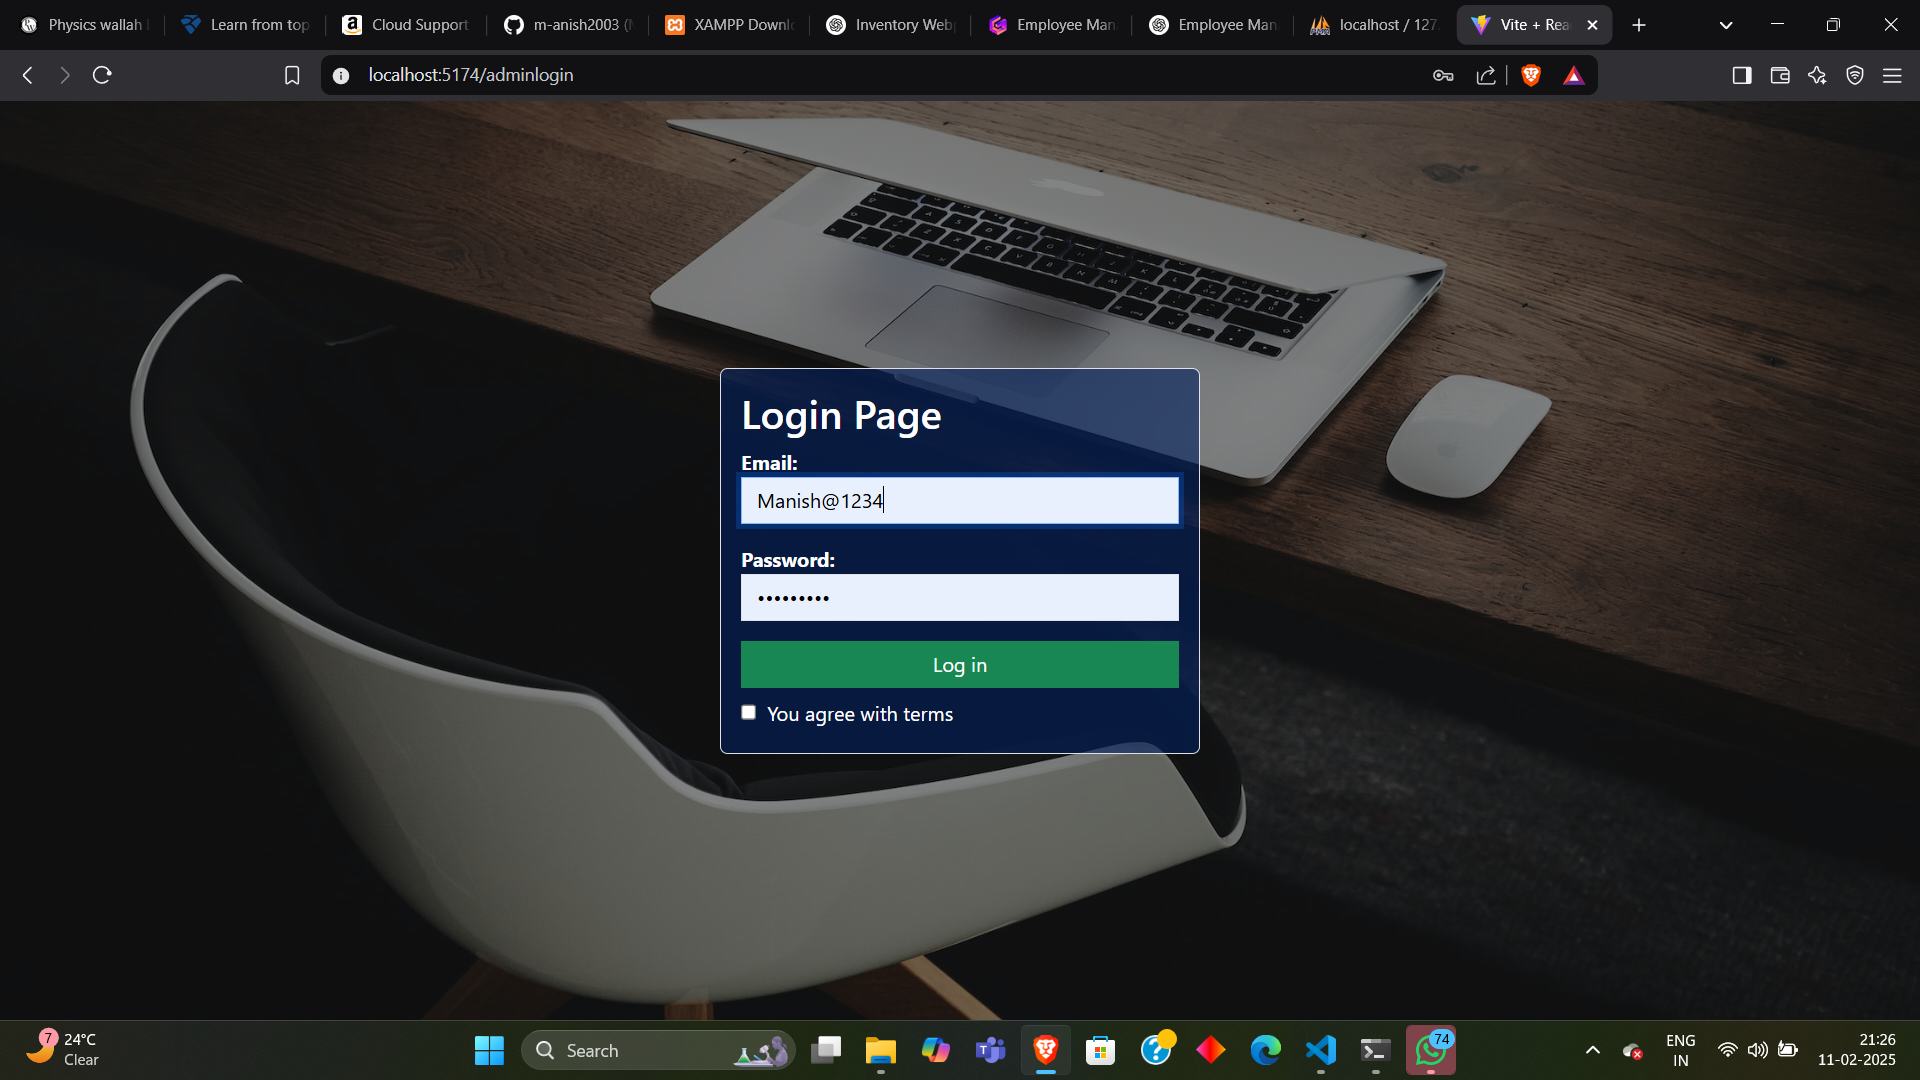 Physics wallah
Learn from top
Cloud Support
m-anish2003 (
XAMPP Downl
Inventory Web
Employee Man
Employee Man
localhost / 127.
Vite + Rea
localhost:5174/adminlogin
Login Page
Email:
Manish@1234
Password:
•••••••••
Log in
You agree with terms
7
24°C
Clear
Search
74
ENG
IN
21:26
11-02-2025